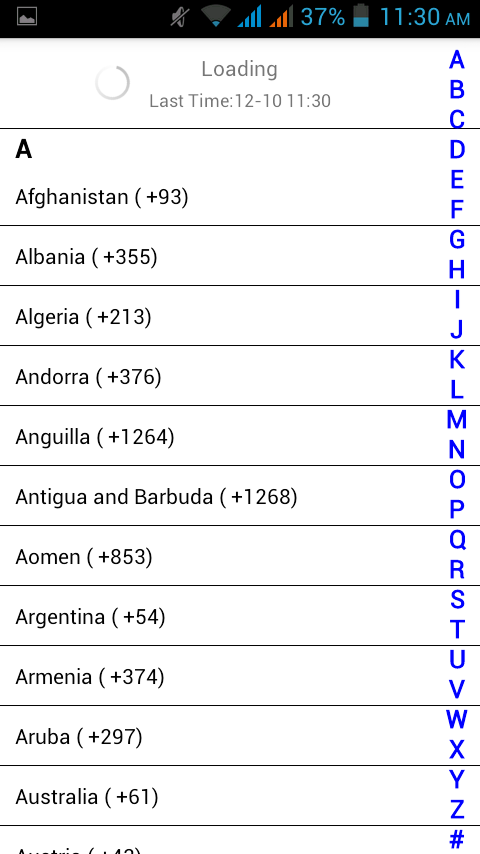 37% 11:30 AM
Loading
Last Time:12-10 11:30
A
Afghanistan ( +93)
Albania ( +355)
Algeria ( +213)
Andorra ( +376)
Anguilla ( +1264)
Antigua and Barbuda ( +1268)
Aomen ( +853)
Argentina ( +54)
Armenia ( +374)
Aruba ( +297)
Australia ( +61)
A
B
C
D
E
F
G
H
I
J
K
L
M
N
O
P
Q
R
S
T
U
V
W
X
Y
Z
#